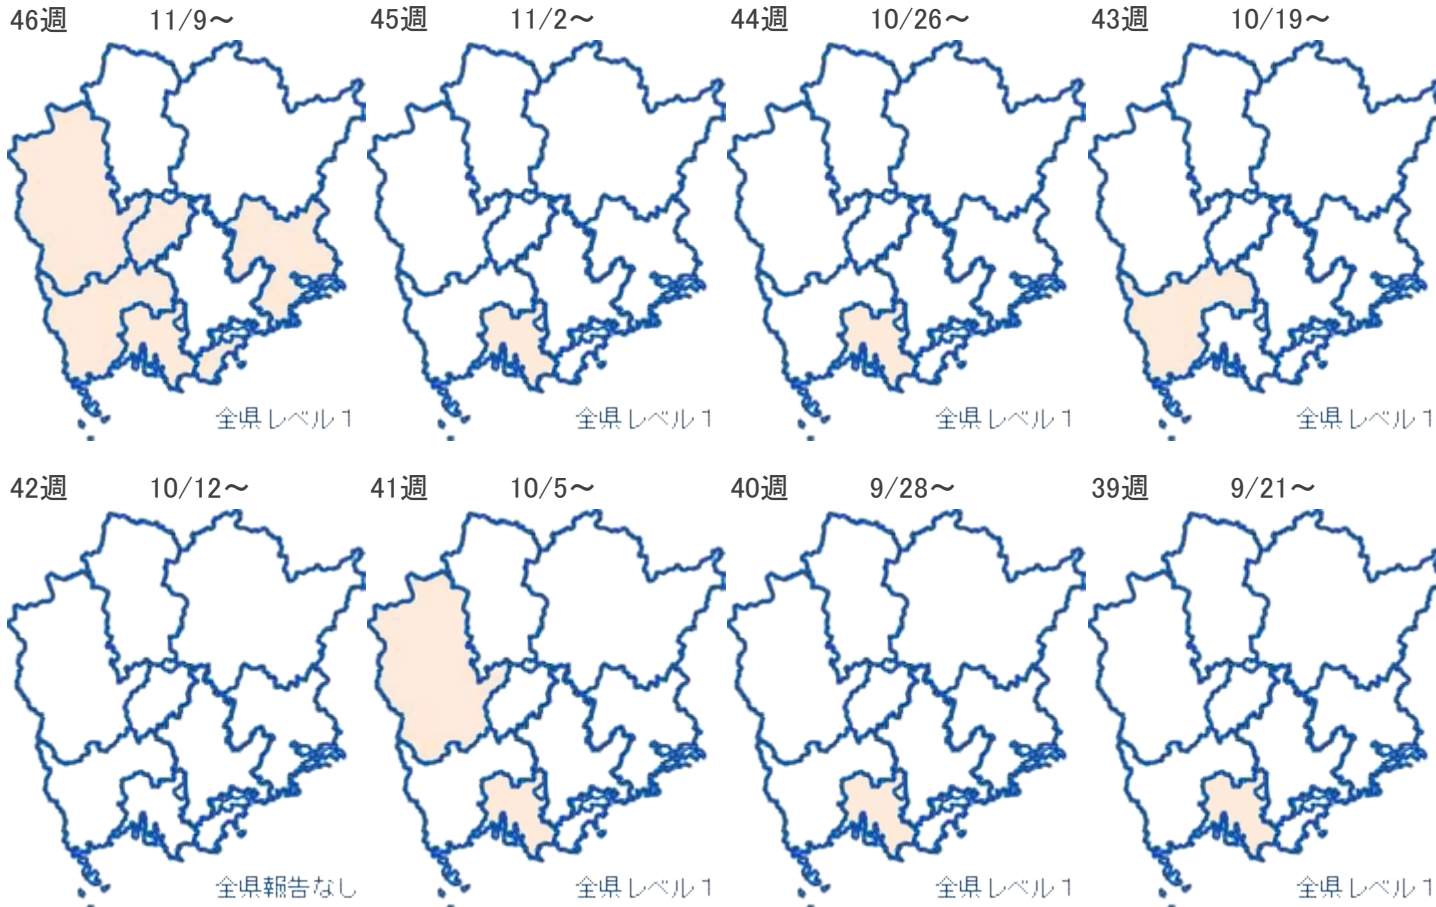 46週 11/9～ 45週 11/2～ 44週 10/26～ 43週 10/19～
全県レベル１ 全県レベル１ 全県レベル１ 全県レベル１
42週 10/12～ 41週 10/5～ 40週 9/28～ 39週 9/21～
全県報告なし 全県レベル１ 全県レベル１ 全県レベル１